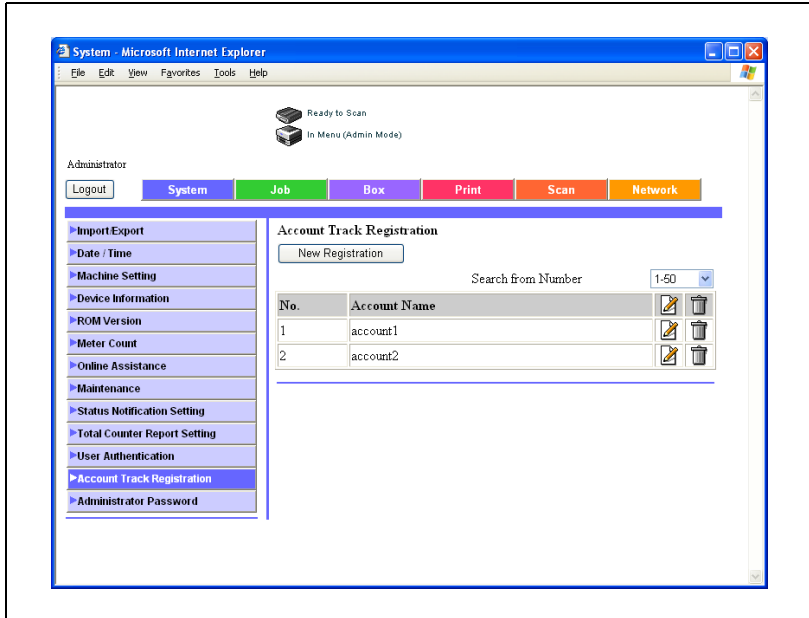 System - Microsoft Internet Explorer
File Edit View Favorites Tools Help
Ready to Scan
In Menu (Admin Mode)
Administrator
Logout System Job Box Print Scan Network
Import/Export
Date / Time
Machine Setting
Device Information
ROM Version
Meter Count
Online Assistance
Maintenance
Status Notification Setting
Total Counter Report Setting
User Authentication
Account Track Registration
Administrator Password
Account Track Registration
New Registration
Search from Number 1-50
No. Account Name
1 account1
2 account2